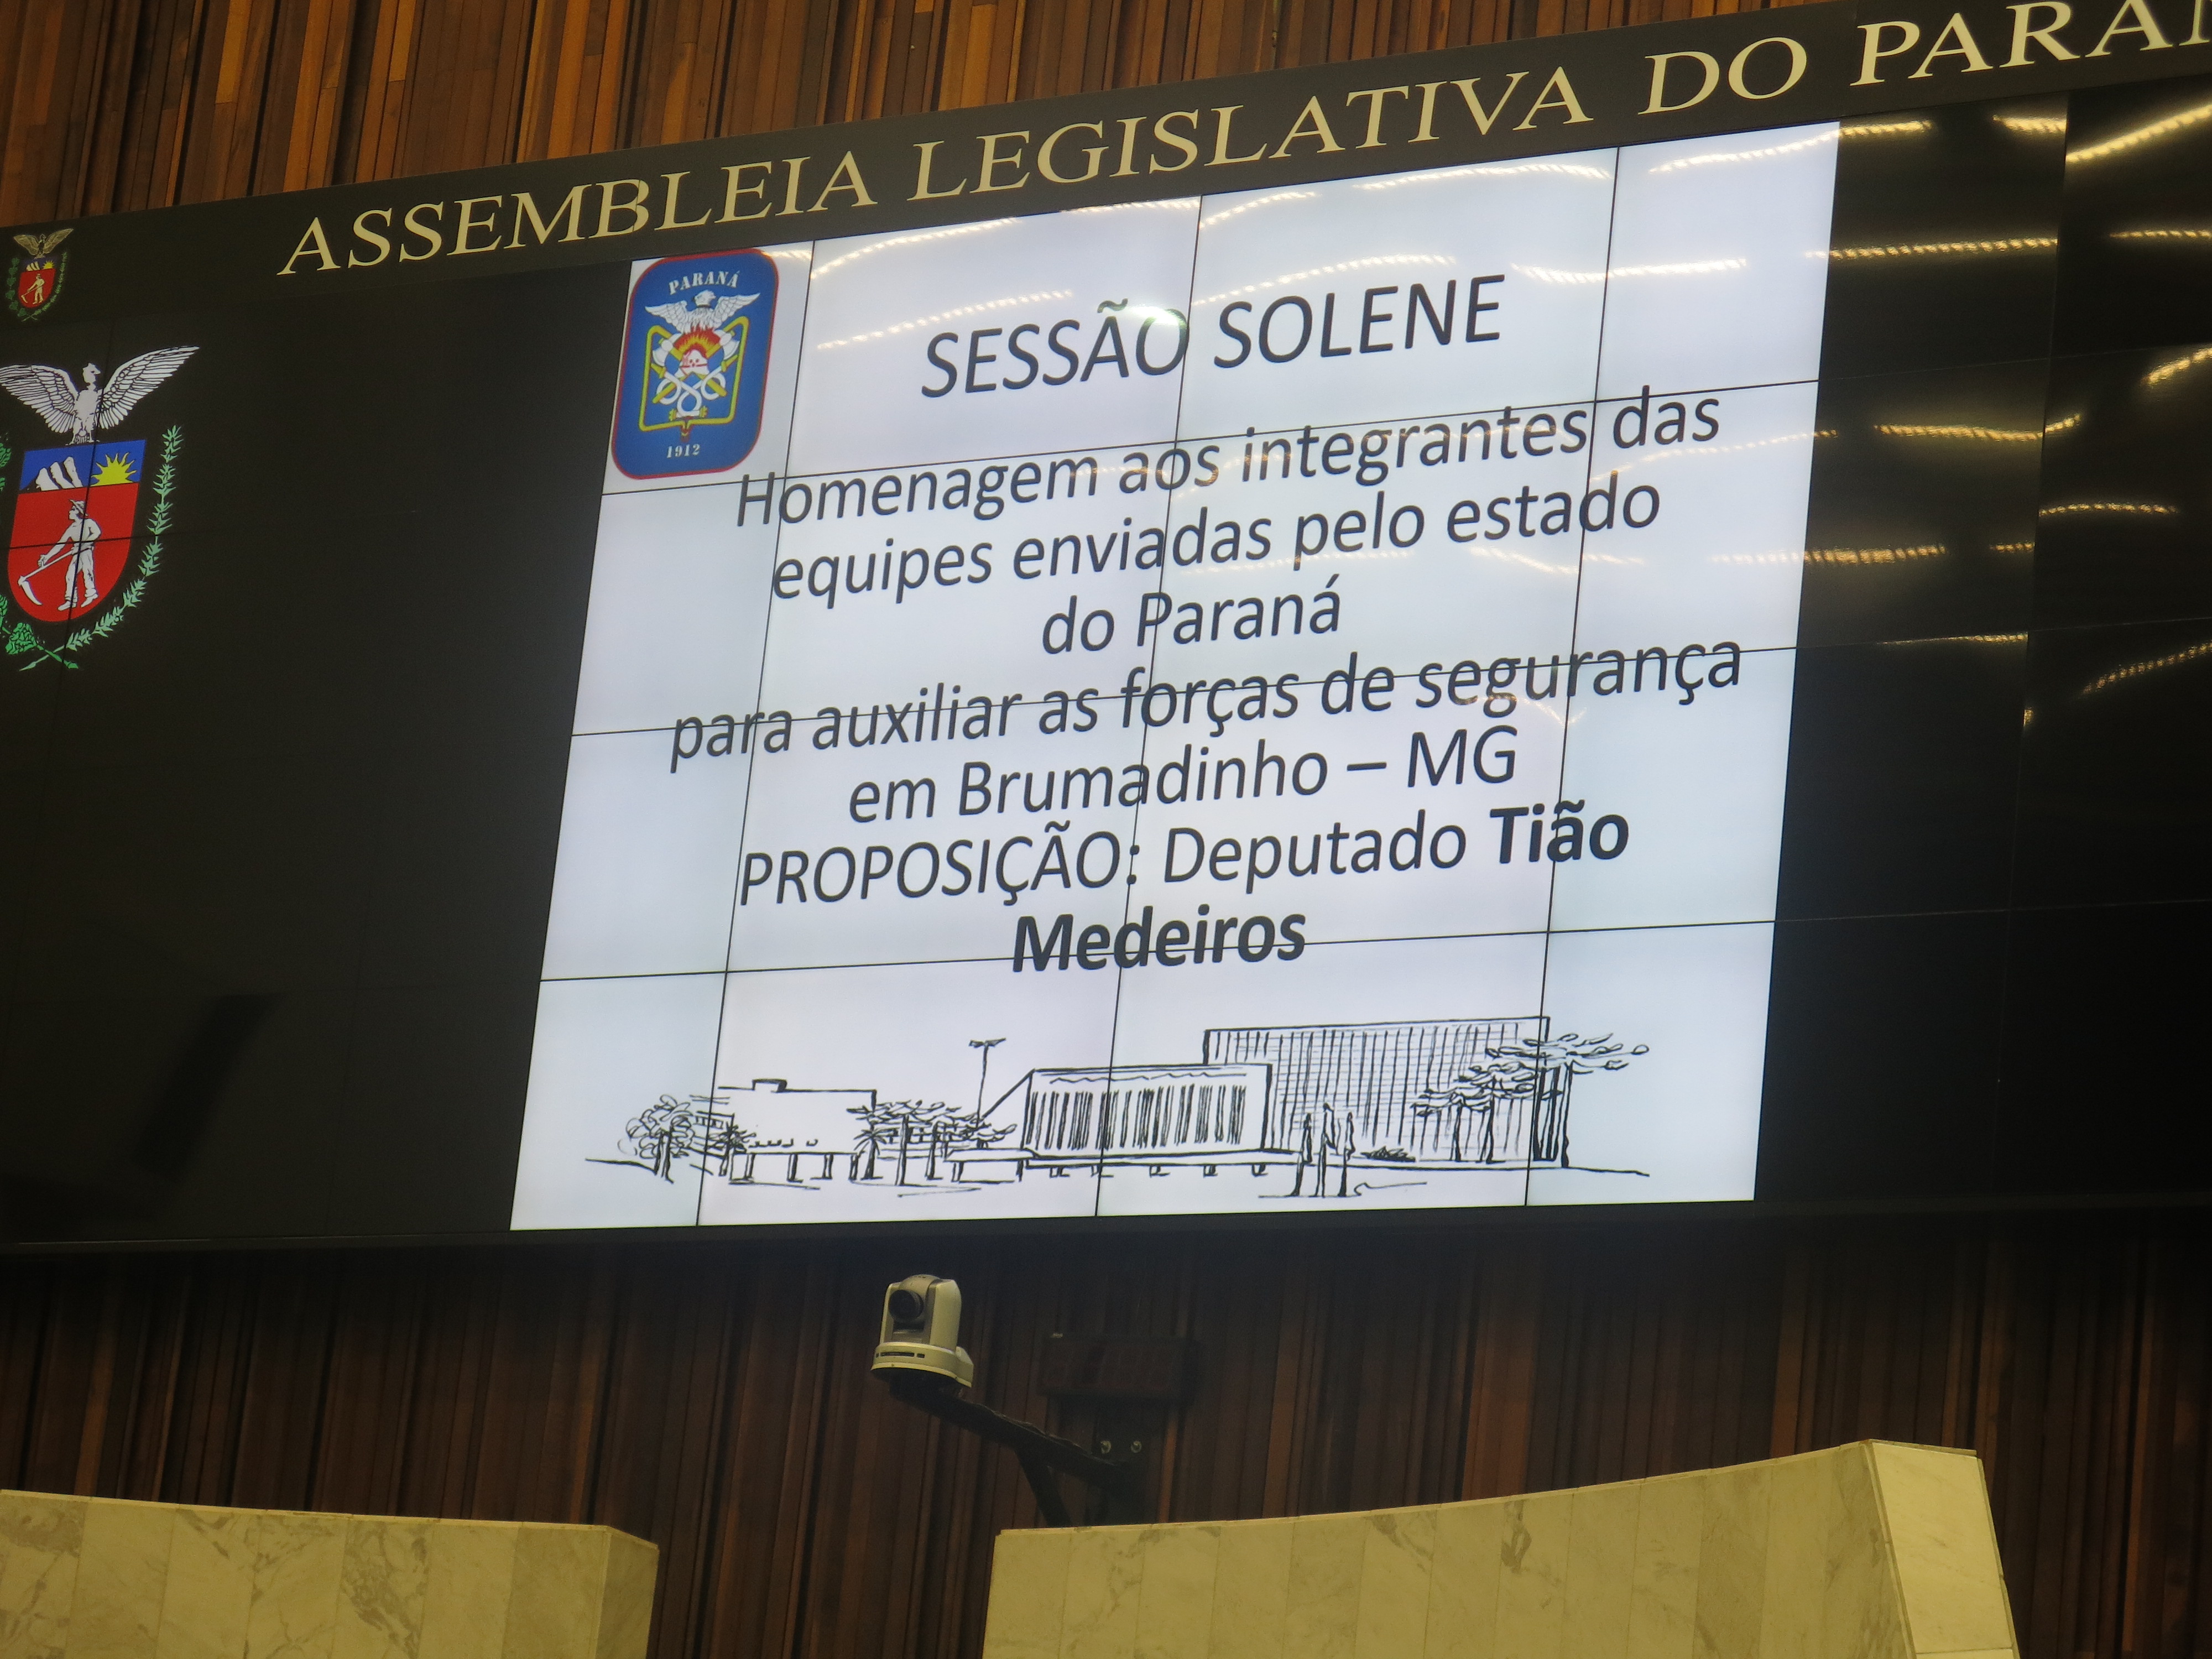 ASSEMBLEIA LEGISLATIVA DO PARAN
PARANÁ
1912
SESSÃO SOLENE
Homenagem aos integrantes das
equipes enviadas pelo estado
do Paraná
para auxiliar as forças de segurança
em Brumadinho – MG
PROPOSIÇÃO: Deputado Tião
Medeiros